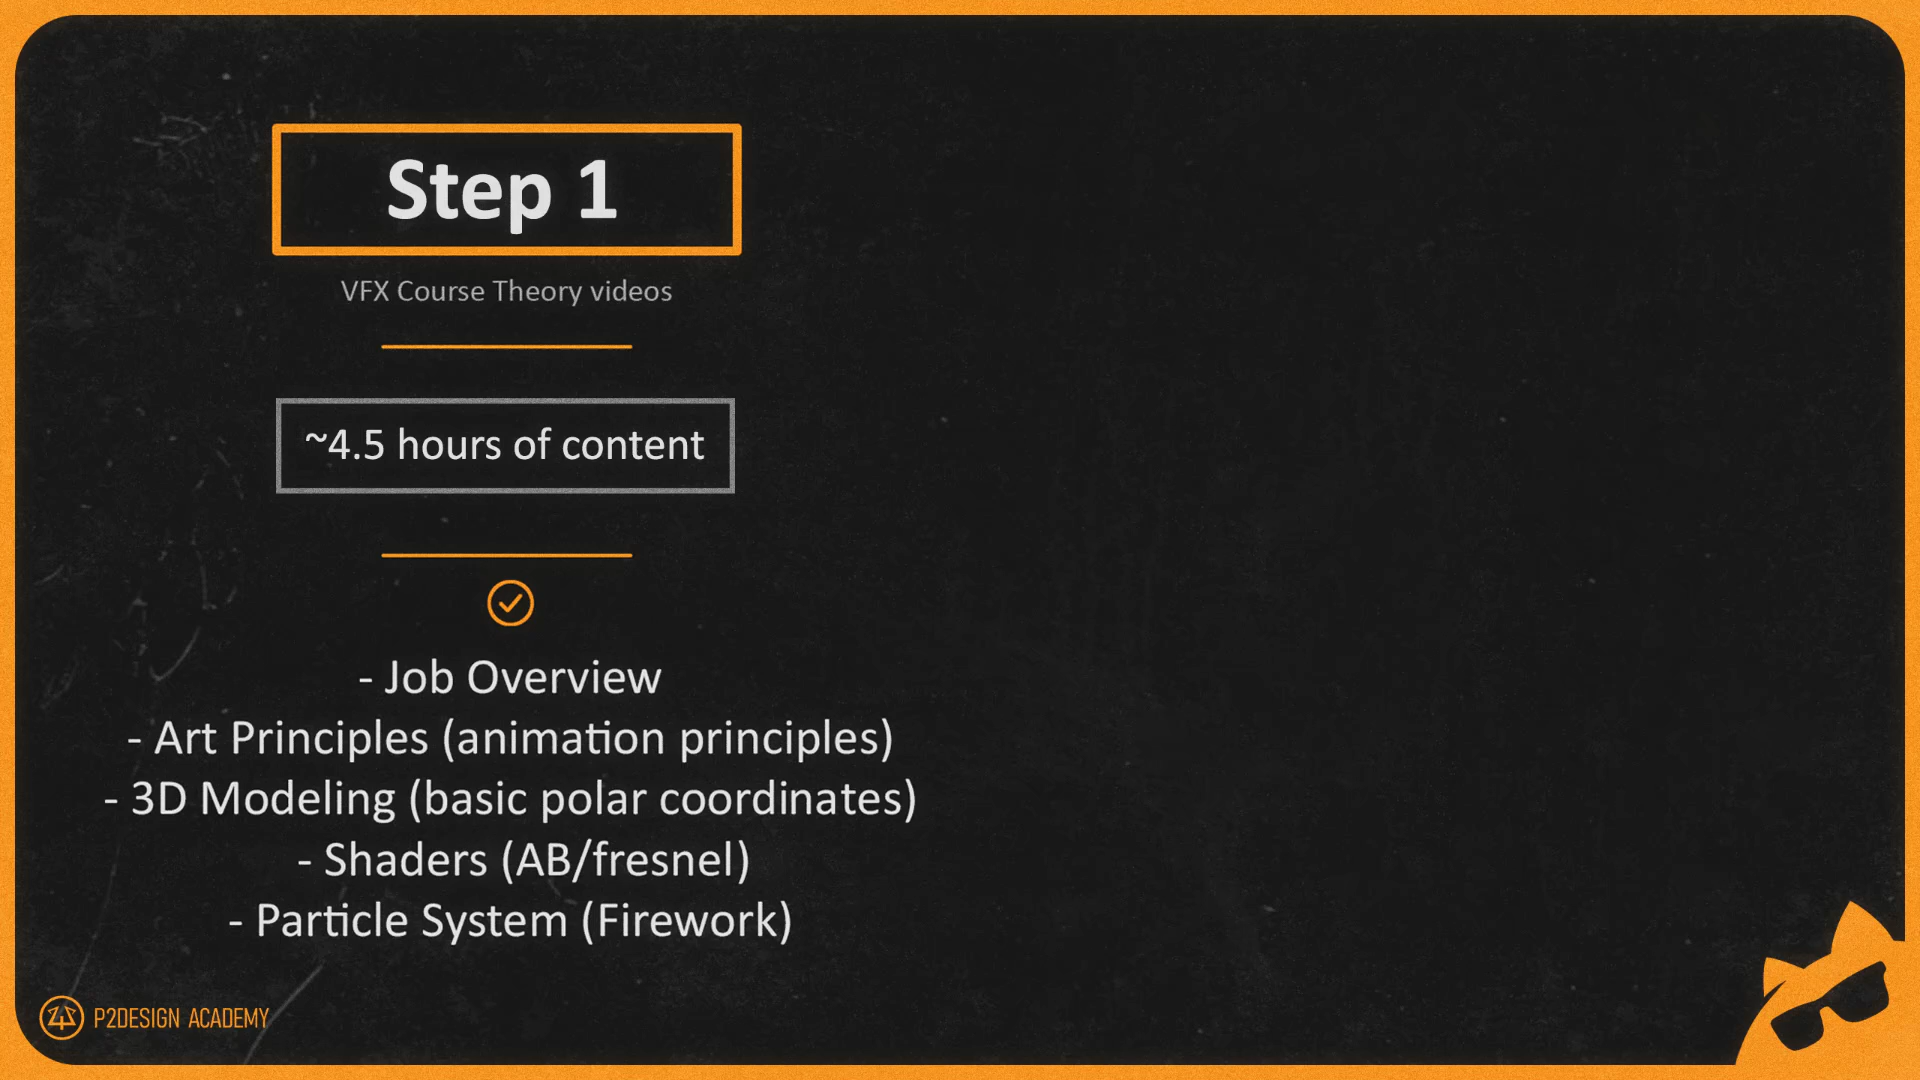 Step 1
VFX Course Theory videos
~4.5 hours of content
- Job Overview
- Art Principles (animation principles)
- 3D Modeling (basic polar coordinates)
- Shaders (AB/fresnel)
- Particle System (Firework)
P2DESIGN ACADEMY